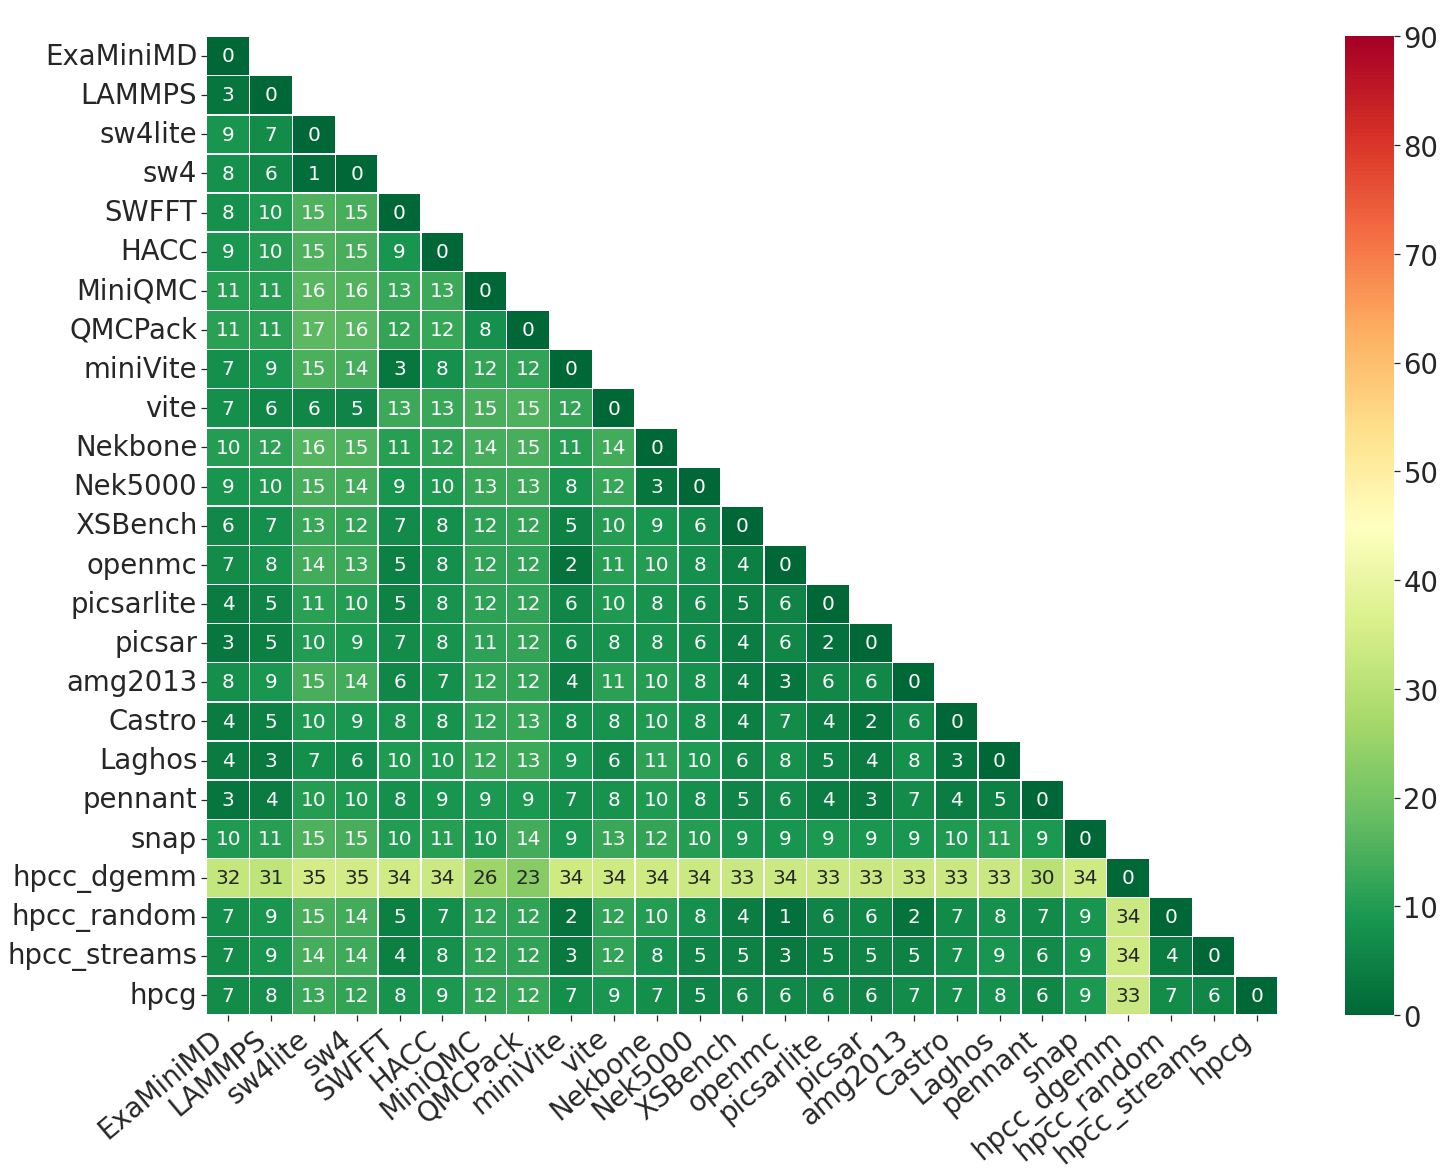 ExaMiniMD 0 90
LAMMPS 3 0
sw4lite 9 7 0 80
sw4 8 6 1 0
SWFFT 8 10 15 15 0
HACC 9 10 15 15 9 0 70
MiniQMC 11 11 16 16 13 13 0
QMCPack 11 11 17 16 12 12 8 0
miniVite 7 9 15 14 3 8 12 12 0 60
vite 7 6 6 5 13 13 15 15 12 0
Nekbone 10 12 16 15 11 12 14 15 11 14 0
Nek5000 9 10 15 14 9 10 13 13 8 12 3 0 50
XSBench 6 7 13 12 7 8 12 12 5 10 9 6 0
openmc 7 8 14 13 5 8 12 12 2 11 10 8 4 0
picsarlite 4 5 11 10 5 8 12 12 6 10 8 6 5 6 0 40
picsar 3 5 10 9 7 8 11 12 6 8 8 6 4 6 2 0
amg2013 8 9 15 14 6 7 12 12 4 11 10 8 4 3 6 6 0 30
Castro 4 5 10 9 8 8 12 13 8 8 10 8 4 7 4 2 6 0
Laghos 4 3 7 6 10 10 12 13 9 6 11 10 6 8 5 4 8 3 0
pennant 3 4 10 10 8 9 9 9 7 8 10 8 5 6 4 3 7 4 5 0 20
snap 10 11 15 15 10 11 10 14 9 13 12 10 9 9 9 9 9 10 11 9 0
hpcc_dgemm 32 31 35 35 34 34 26 23 34 34 34 34 33 34 33 33 33 33 33 30 34 0
hpcc_random 7 9 15 14 5 7 12 12 2 12 10 8 4 1 6 6 2 7 8 7 9 34 0 10
hpcc_streams 7 9 14 14 4 8 12 12 3 12 8 5 5 3 5 5 5 7 9 6 9 34 4 0
hpcg 7 8 13 12 8 9 12 12 7 9 7 5 6 6 6 6 7 7 8 6 9 33 7 6 0
0
ExaMiniMD
LAMMPS
sw4lite
sw4
SWFFT
HACC
MiniQMC
QMCPack
miniVite
vite
Nekbone
Nek5000
XSBench
openmc
picsarlite
picsar
amg2013
Castro
Laghos
pennant
snap
hpcc_dgemm
hpcc_random
hpcc_streams
hpcg